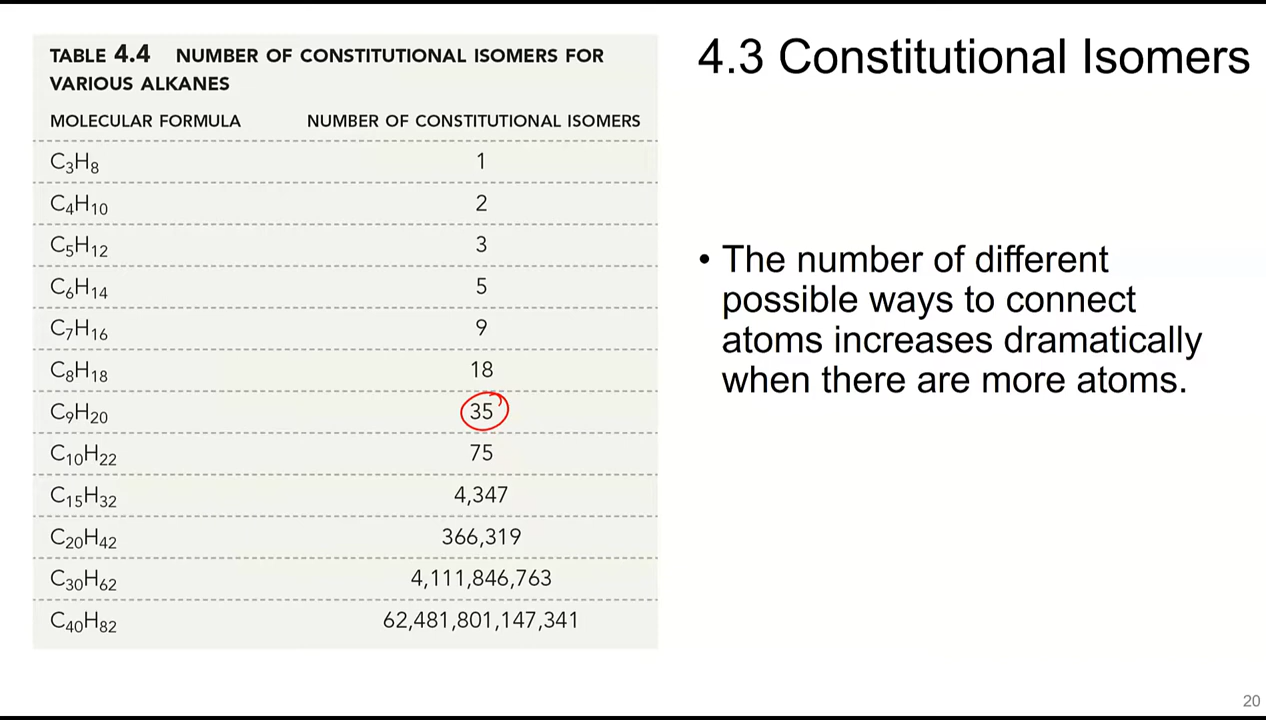 TABLE 4.4 NUMBER OF CONSTITUTIONAL ISOMERS FOR
VARIOUS ALKANES
MOLECULAR FORMULA NUMBER OF CONSTITUTIONAL ISOMERS
C₃H₈ 1
C₄H₁₀ 2
C₅H₁₂ 3
C₆H₁₄ 5
C₇H₁₆ 9
C₈H₁₈ 18
C₉H₂₀ 35
C₁₀H₂₂ 75
C₁₅H₃₂ 4,347
C₂₀H₄₂ 366,319
C₃₀H₆₂ 4,111,846,763
C₄₀H₈₂ 62,481,801,147,341
4.3 Constitutional Isomers
• The number of different
possible ways to connect
atoms increases dramatically
when there are more atoms.
20